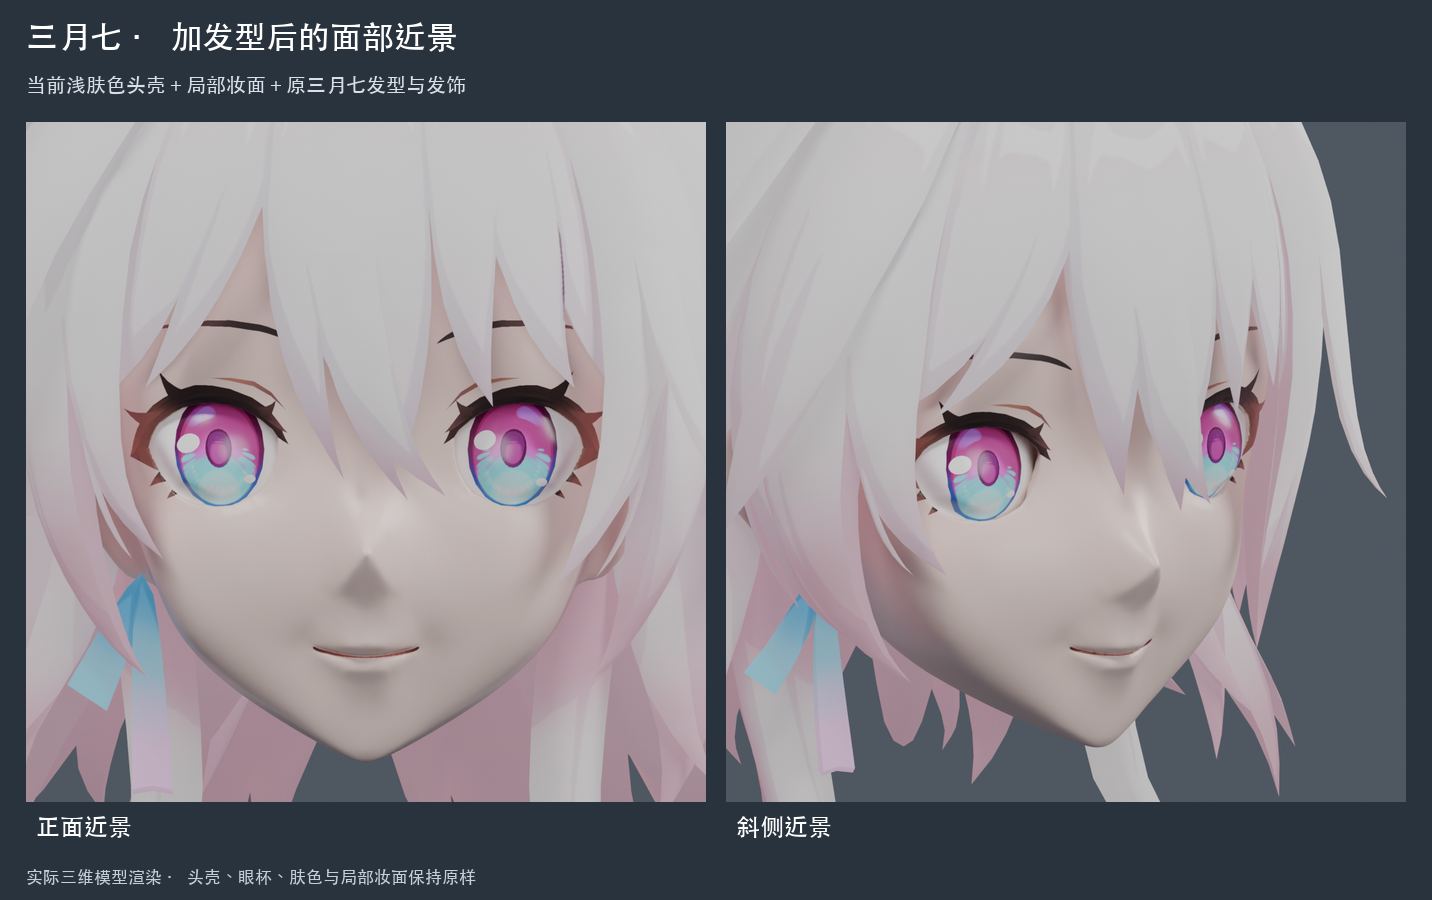 三月七 · 加发型后的面部近景
当前浅肤色头壳 + 局部妆面 + 原三月七发型与发饰
正面近景
斜侧近景
实际三维模型渲染 · 头壳、眼杯、肤色与局部妆面保持原样